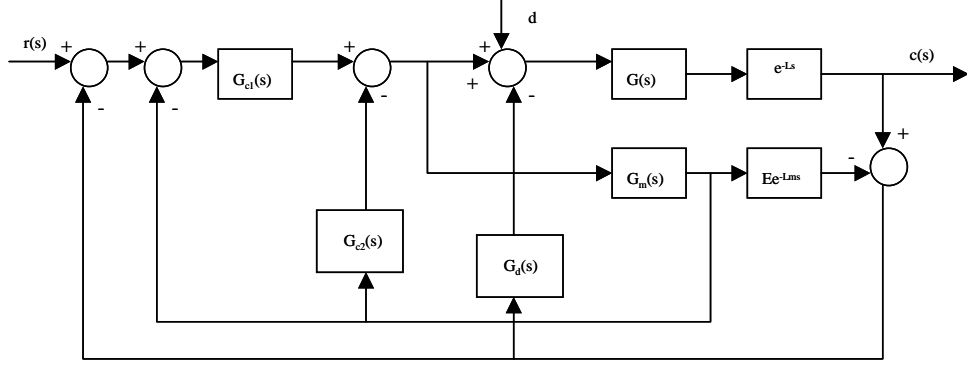 d
r(s) + + + + c(s)
G_c1(s) G(s) e^-Ls
- - - - +
+
G_m(s) Ee^-Lms -
G_c2(s)
G_d(s)